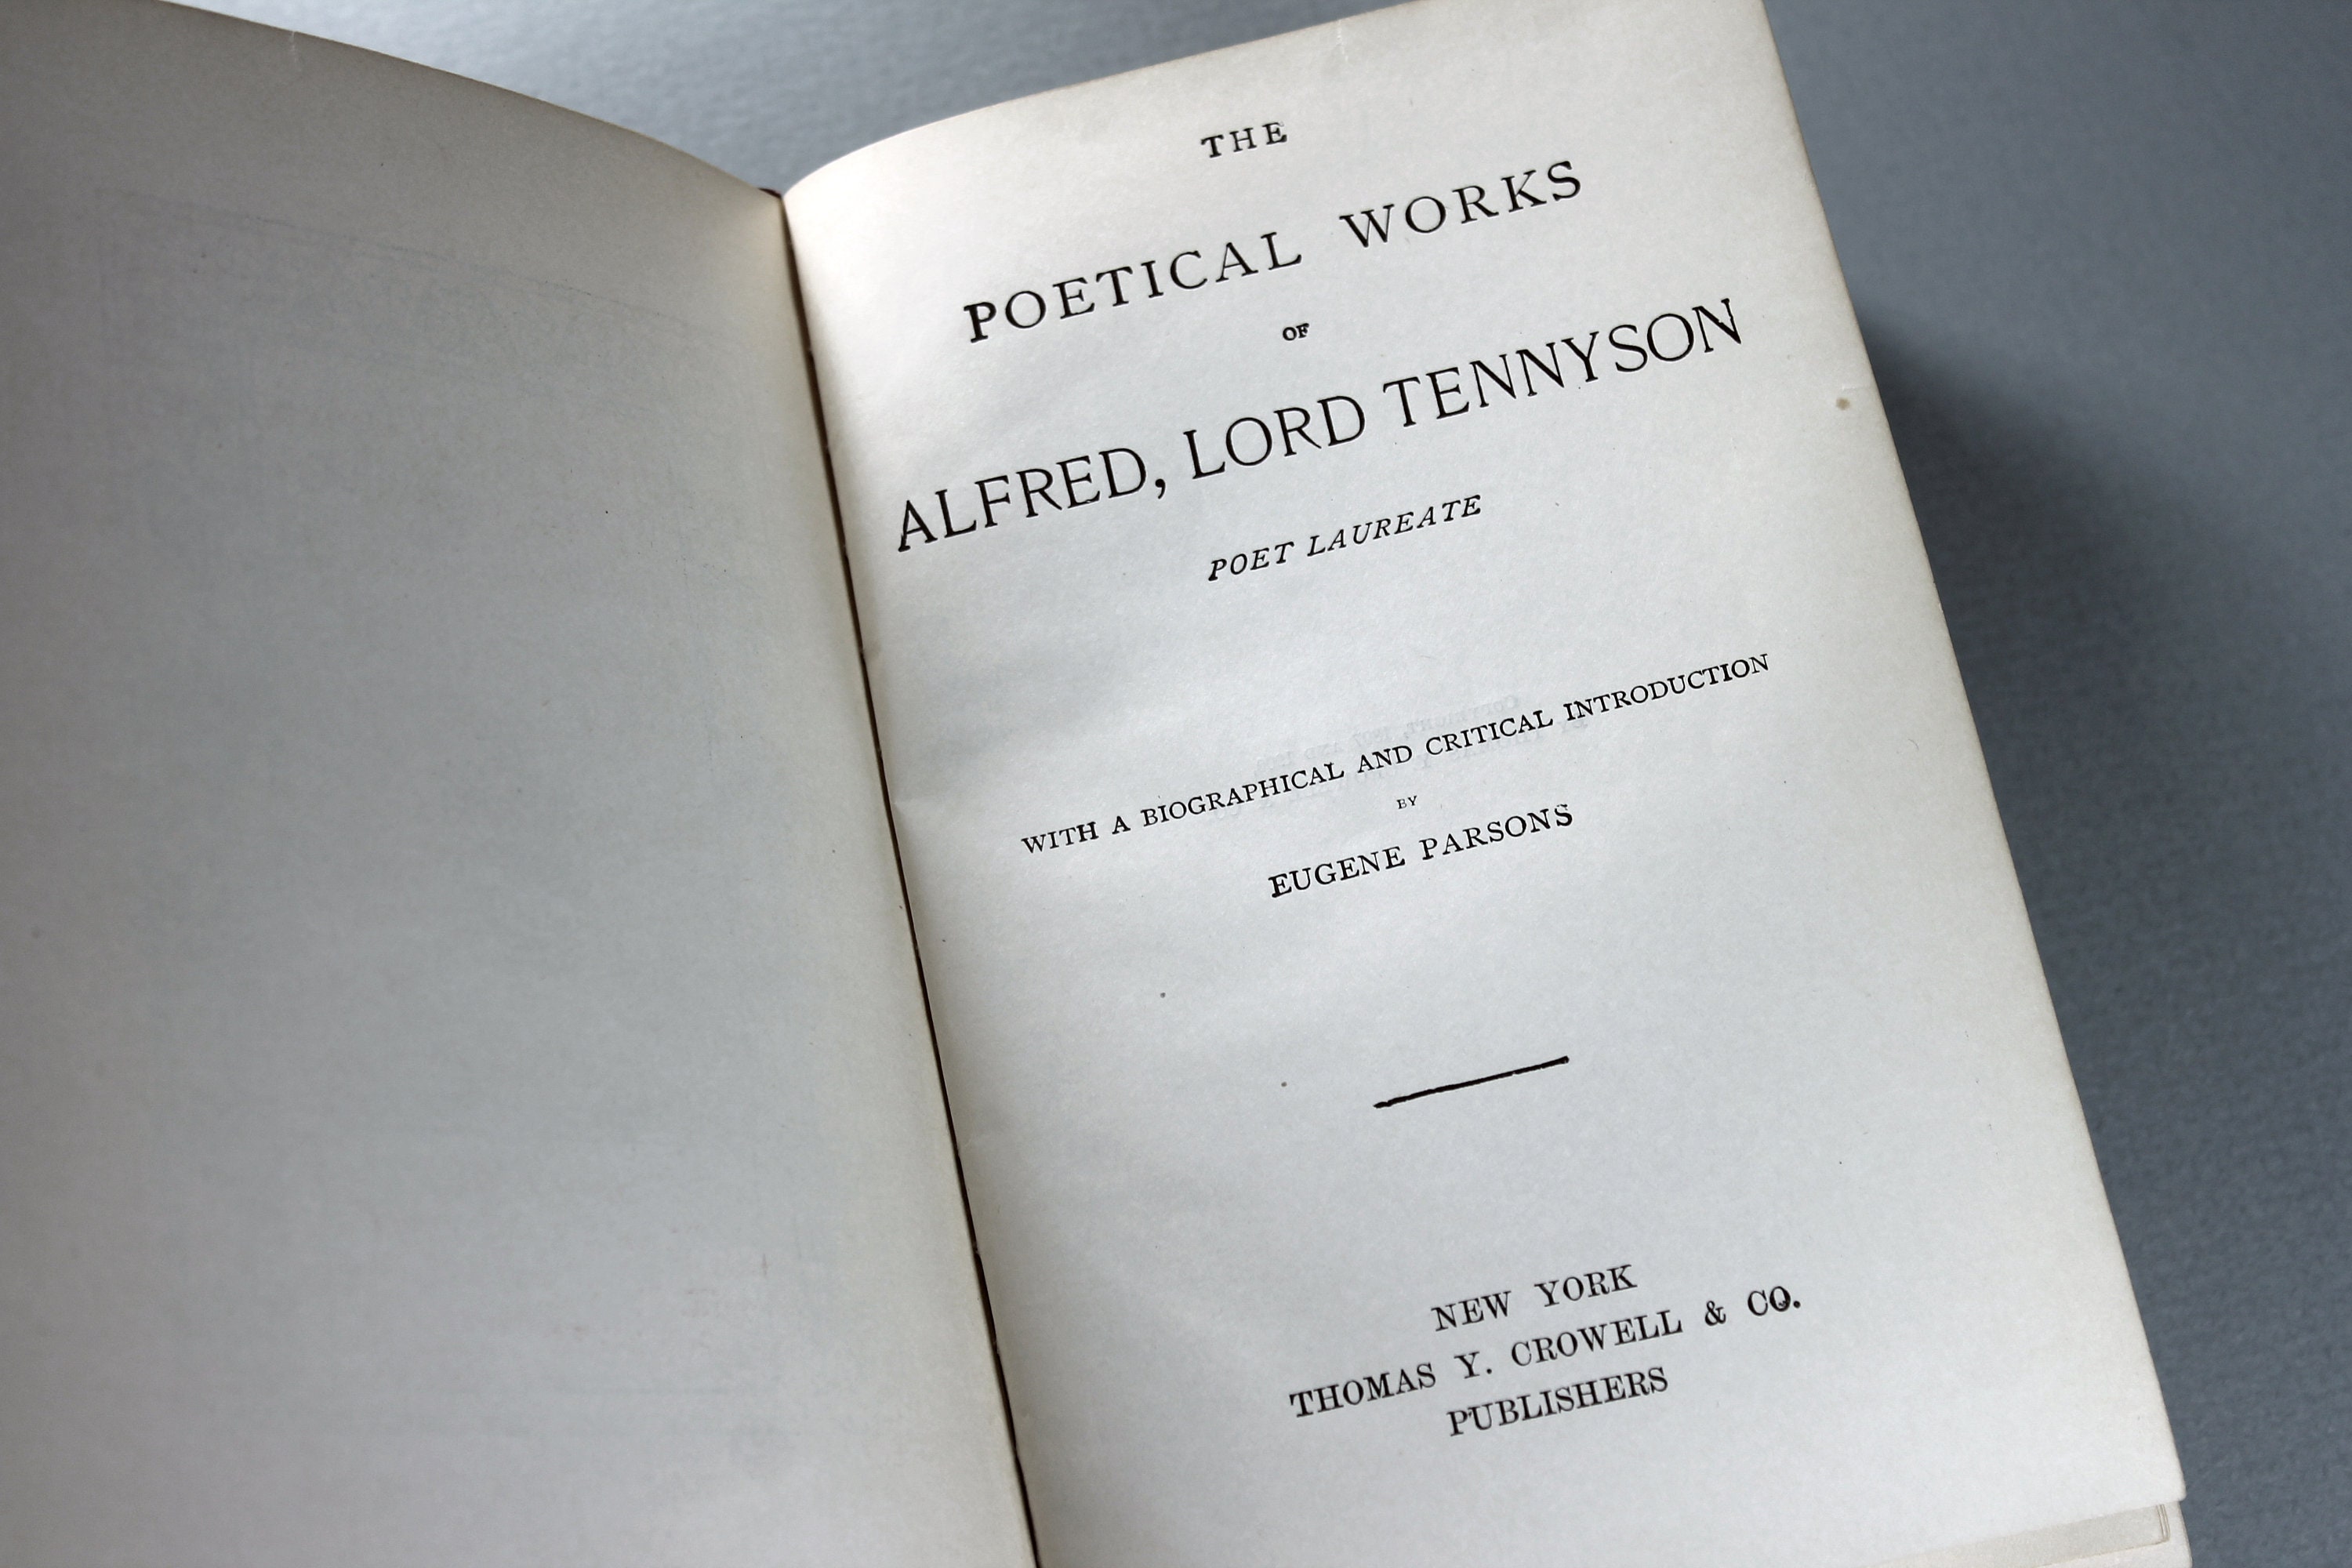 THE
POETICAL WORKS
OF
ALFRED, LORD TENNYSON
POET LAUREATE
WITH A BIOGRAPHICAL AND CRITICAL INTRODUCTION
BY
EUGENE PARSONS
NEW YORK
THOMAS Y. CROWELL & CO.
PUBLISHERS